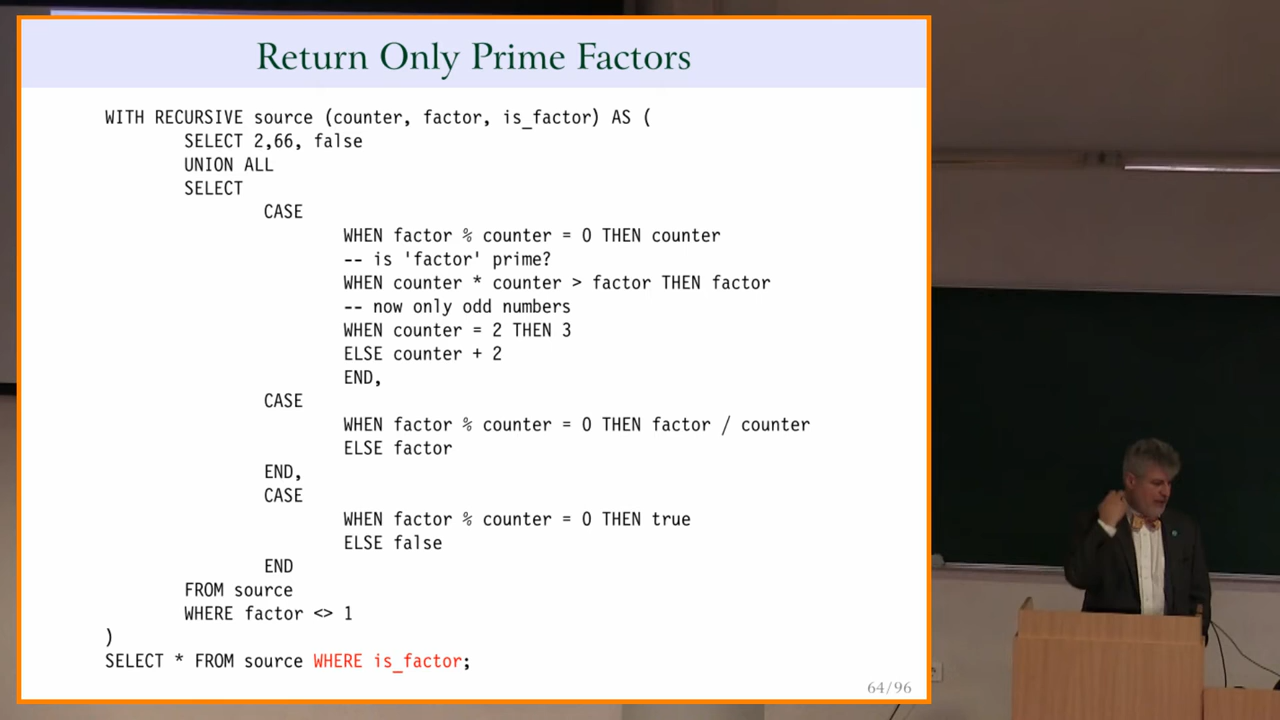 Return Only Prime Factors
WITH RECURSIVE source (counter, factor, is_factor) AS (
SELECT 2,66, false
UNION ALL
SELECT
CASE
WHEN factor % counter = 0 THEN counter
-- is 'factor' prime?
WHEN counter * counter > factor THEN factor
-- now only odd numbers
WHEN counter = 2 THEN 3
ELSE counter + 2
END,
CASE
WHEN factor % counter = 0 THEN factor / counter
ELSE factor
END,
CASE
WHEN factor % counter = 0 THEN true
ELSE false
END
FROM source
WHERE factor <> 1
)
SELECT * FROM source WHERE is_factor;
64/96